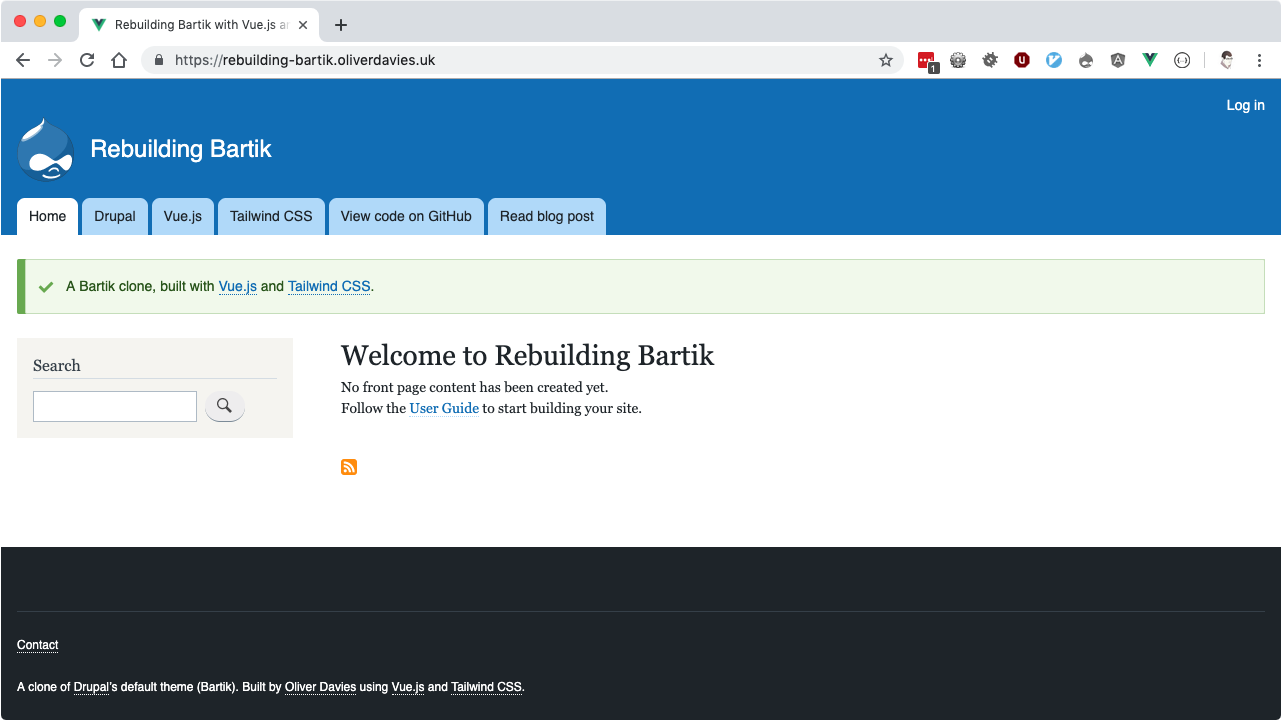 Rebuilding Bartik with Vue.js an
https://rebuilding-bartik.oliverdavies.uk
1
Log in
Rebuilding Bartik
Home Drupal Vue.js Tailwind CSS View code on GitHub Read blog post
A Bartik clone, built with Vue.js and Tailwind CSS.
Search
Welcome to Rebuilding Bartik
No front page content has been created yet.
Follow the User Guide to start building your site.
Contact
A clone of Drupal's default theme (Bartik). Built by Oliver Davies using Vue.js and Tailwind CSS.